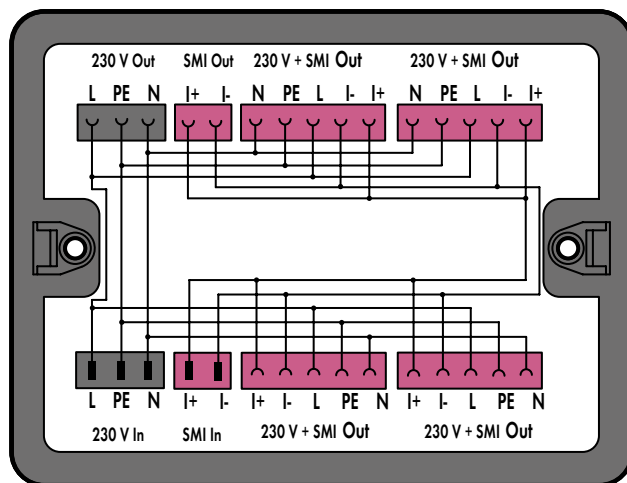 230 V Out SMI Out 230 V + SMI Out 230 V + SMI Out
L PE N I+ I- N PE L I- I+ N PE L I- I+
L PE N I+ I- I+ I- L PE N I+ I- L PE N
230 V In SMI In 230 V + SMI Out 230 V + SMI Out